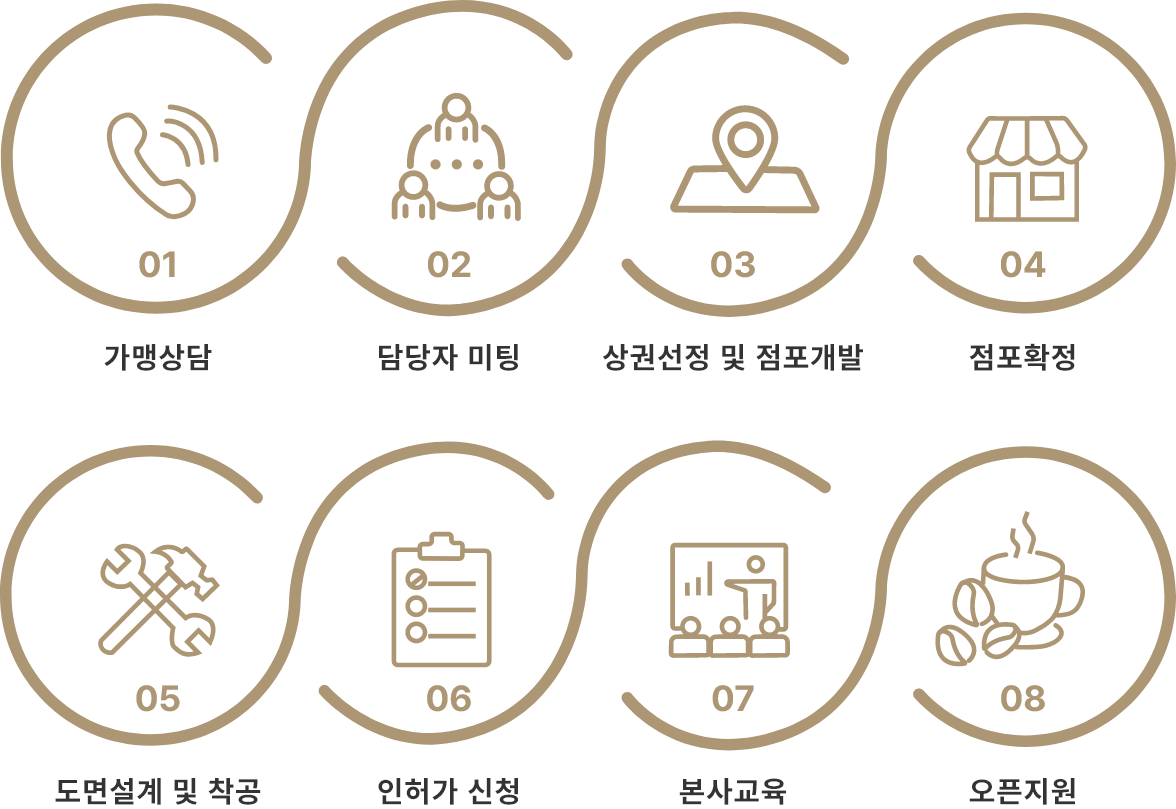 01
02
03
04
가맹상담
담당자 미팅
상권선정 및 점포개발
점포확정
05
06
07
08
도면설계 및 착공
인허가 신청
본사교육
오픈지원